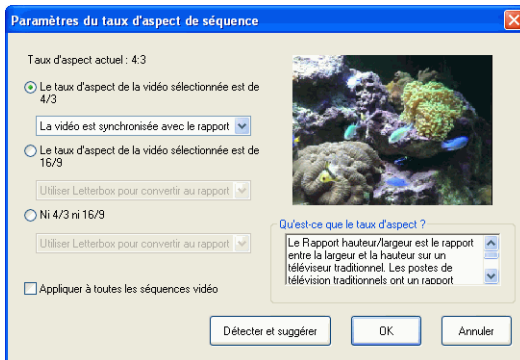 Paramètres du taux d'aspect de séquence
Taux d'aspect actuel : 4:3
Le taux d'aspect de la vidéo sélectionnée est de
4/3
La vidéo est synchronisée avec le rapport
Le taux d'aspect de la vidéo sélectionnée est de
16/9
Utiliser Letterbox pour convertir au rapport
Ni 4/3 ni 16/9
Utiliser Letterbox pour convertir au rapport
Appliquer à toutes les séquences vidéo
Qu'est-ce que le taux d'aspect ?
Le Rapport hauteur/largeur est le rapport
entre la largeur et la hauteur sur un
téléviseur traditionnel. Les postes de
télévision traditionnels ont un rapport
Détecter et suggérer
OK
Annuler